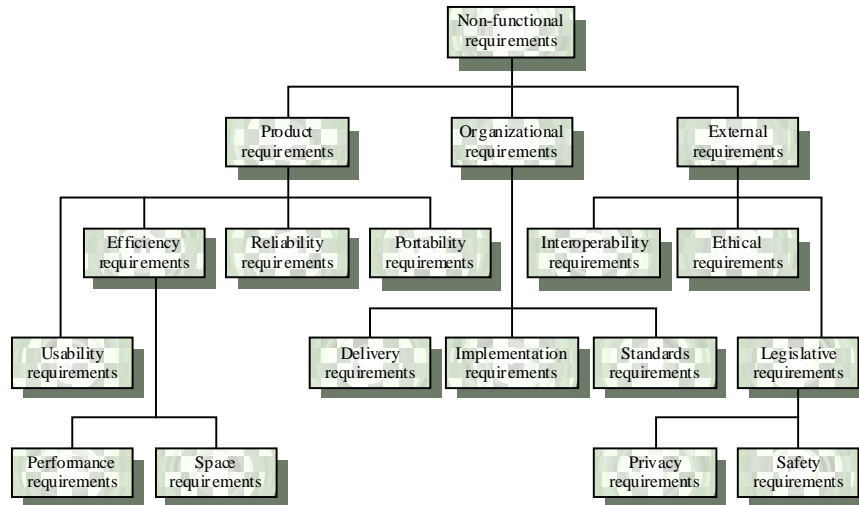 Non-functional
requirements
Product
requirements
Organizational
requirements
External
requirements
Efficiency
requirements
Reliability
requirements
Portability
requirements
Interoperability
requirements
Ethical
requirements
Usability
requirements
Delivery
requirements
Implementation
requirements
Standards
requirements
Legislative
requirements
Performance
requirements
Space
requirements
Privacy
requirements
Safety
requirements